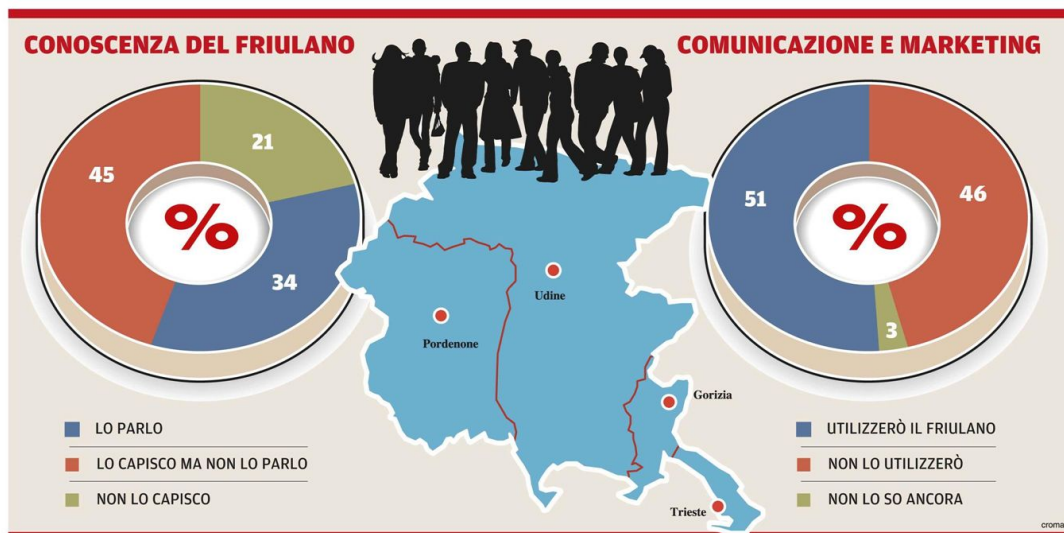 CONOSCENZA DEL FRIULANO
21
45
34
%
LO PARLO
LO CAPISCO MA NON LO PARLO
NON LO CAPISCO
Udine
Pordenone
Gorizia
Trieste
COMUNICAZIONE E MARKETING
51
46
3
%
UTILIZZERÒ IL FRIULANO
NON LO UTILIZZERÒ
NON LO SO ANCORA